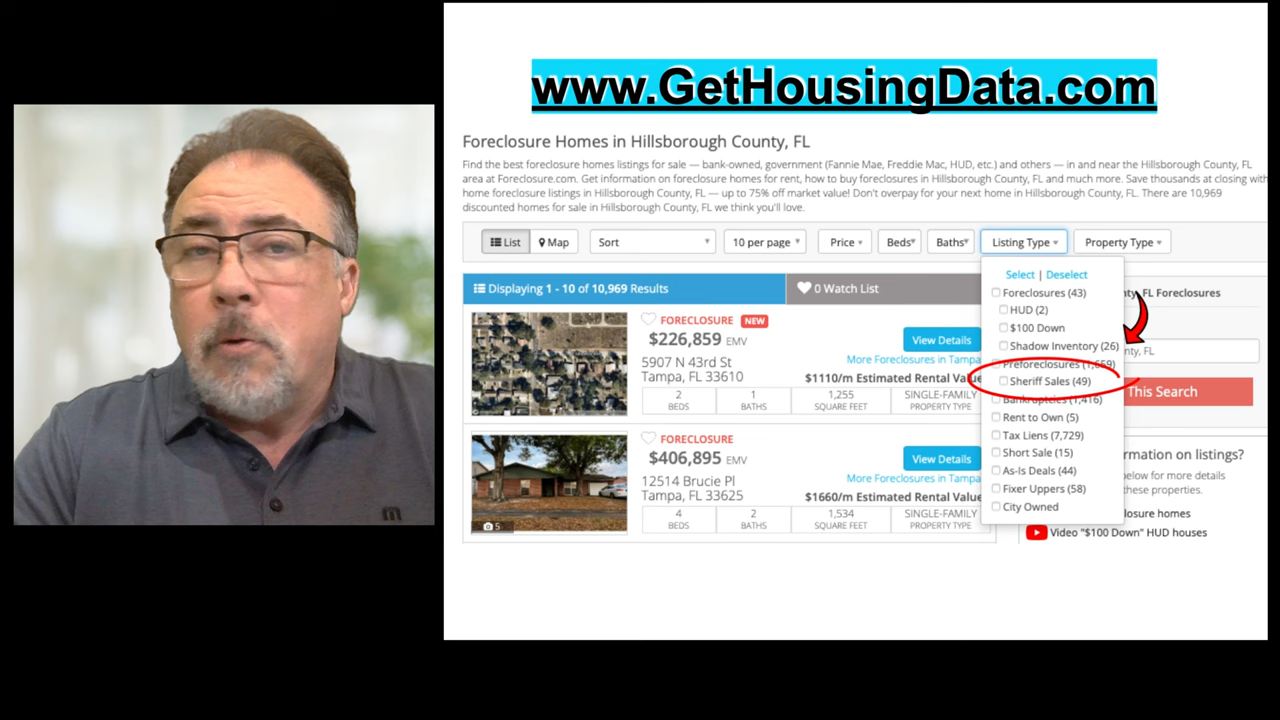 www.GetHousingData.com
Foreclosure Homes in Hillsborough County, FL
Find the best foreclosure homes listings for sale — bank-owned, government (Fannie Mae, Freddie Mac, HUD, etc.) and others — in and near the Hillsborough County, FL
area at Foreclosure.com. Get information on foreclosure homes for rent, how to buy foreclosures in Hillsborough County, FL and much more. Save thousands at closing with
home foreclosure listings in Hillsborough County, FL — up to 75% off market value! Don't overpay for your next home in Hillsborough County, FL. There are 10,969
discounted homes for sale in Hillsborough County, FL we think you'll love.
List Map Sort 10 per page Price Beds Baths Listing Type Property Type
Displaying 1 - 10 of 10,969 Results
0 Watch List
FORECLOSURE NEW
$226,859 EMV
5907 N 43rd St
Tampa, FL 33610
View Details
More Foreclosures in Tampa
$1110/m Estimated Rental Value
2 1 1,255 SINGLE-FAMILY
BEDS BATHS SQUARE FEET PROPERTY TYPE
FORECLOSURE
$406,895 EMV
12514 Brucie Pl
Tampa, FL 33625
View Details
More Foreclosures in Tampa
$1660/m Estimated Rental Value
4 2 1,534 SINGLE-FAMILY
BEDS BATHS SQUARE FEET PROPERTY TYPE
5
Select | Deselect
Foreclosures (43)
HUD (2)
$100 Down
Shadow Inventory (26)
Preforeclosures (1,659)
Sheriff Sales (49)
Bankruptcies (1,416)
Rent to Own (5)
Tax Liens (7,729)
Short Sale (15)
As-Is Deals (44)
Fixer Uppers (58)
City Owned
nty, FL Foreclosures
nty, FL
This Search
rmation on listings?
below for more details
these properties.
closure homes
Video "$100 Down" HUD houses
m